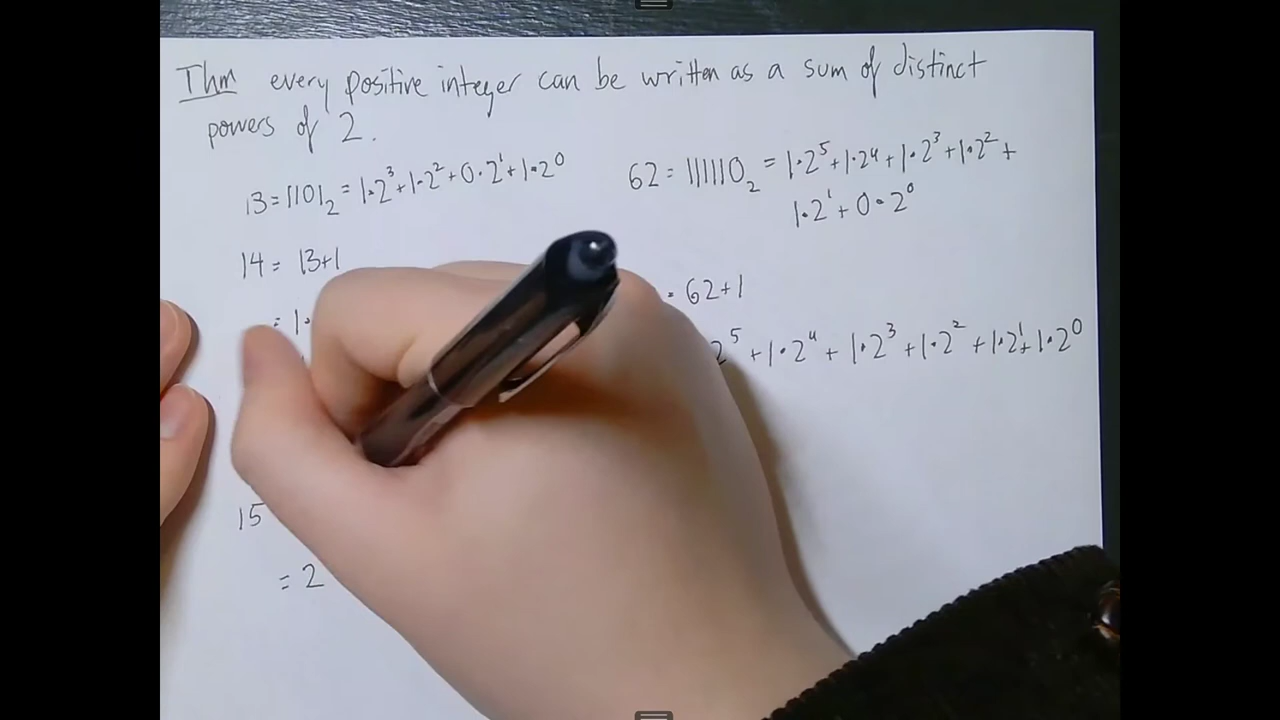 Thm every positive integer can be written as a sum of distinct
powers of 2.
13 = 1101₂ = 1·2³+1·2²+0·2¹+1·2⁰
62 = 111110₂ = 1·2⁵+1·2⁴+1·2³+1·2²+
1·2¹+0·2⁰
14 = 13+1
= 1·
15
= 2
= 62+1
2⁵+1·2⁴+1·2³+1·2²+1·2¹+1·2⁰